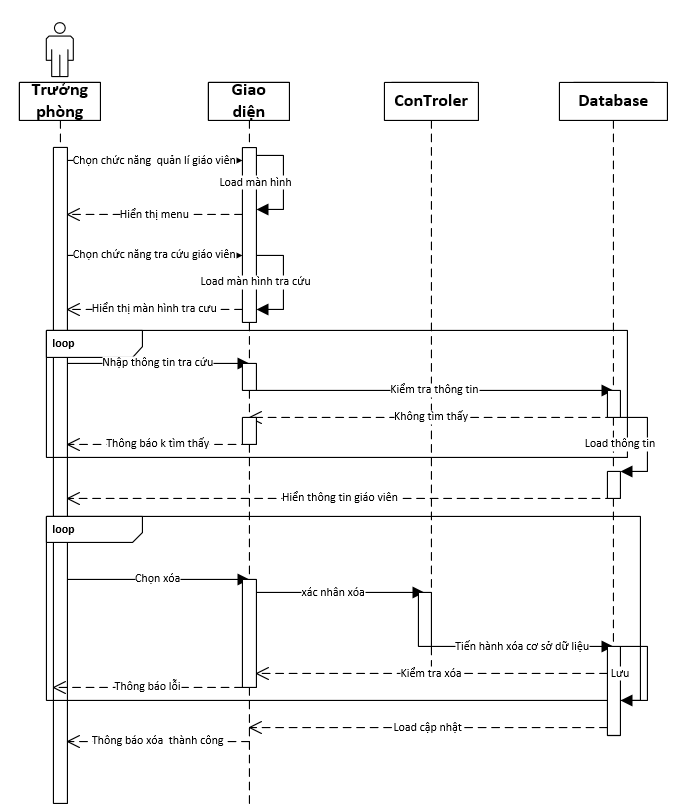 Trưởng
phòng
Giao
diện
ConTroler
Database
Chọn chức năng quản lí giáo viên
Load màn hình
Hiển thị menu
Chọn chức năng tra cứu giáo viên
Load màn hình tra cứu
Hiển thị màn hình tra cưu
loop
Nhập thông tin tra cứu
Kiểm tra thông tin
Không tìm thấy
Thông báo k tìm thấy
Load thông tin
Hiển thông tin giáo viên
loop
Chọn xóa
xác nhân xóa
Tiến hành xóa cơ sở dữ liệu
Kiểm tra xóa
Lưu
Thông báo lỗi
Load cập nhật
Thông báo xóa thành công